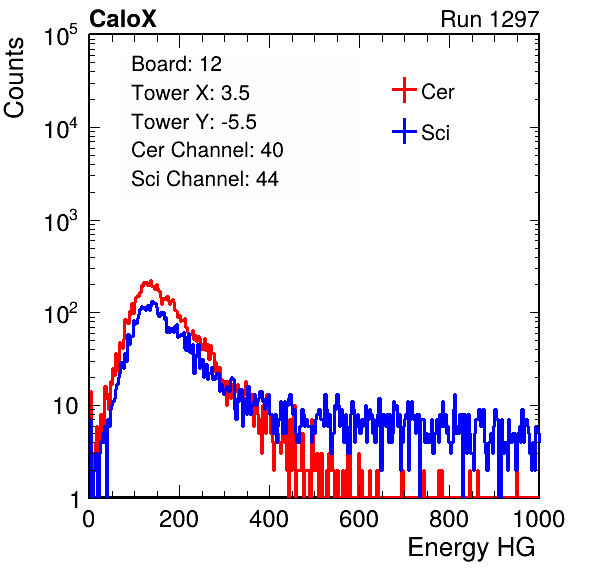 CaloX Run 1297
Counts
10^5
10^4
10^3
10^2
10
1
Board: 12
Tower X: 3.5
Tower Y: -5.5
Cer Channel: 40
Sci Channel: 44
Cer
Sci
0 200 400 600 800 1000
Energy HG